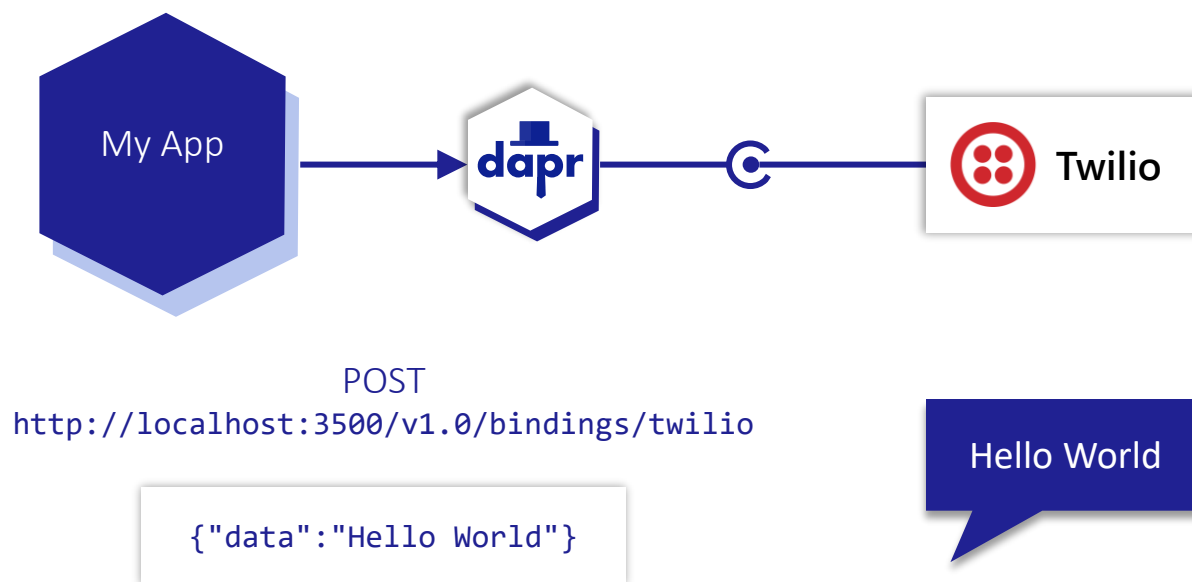 My App
dapr
Twilio
POST
http://localhost:3500/v1.0/bindings/twilio
Hello World
{"data":"Hello World"}